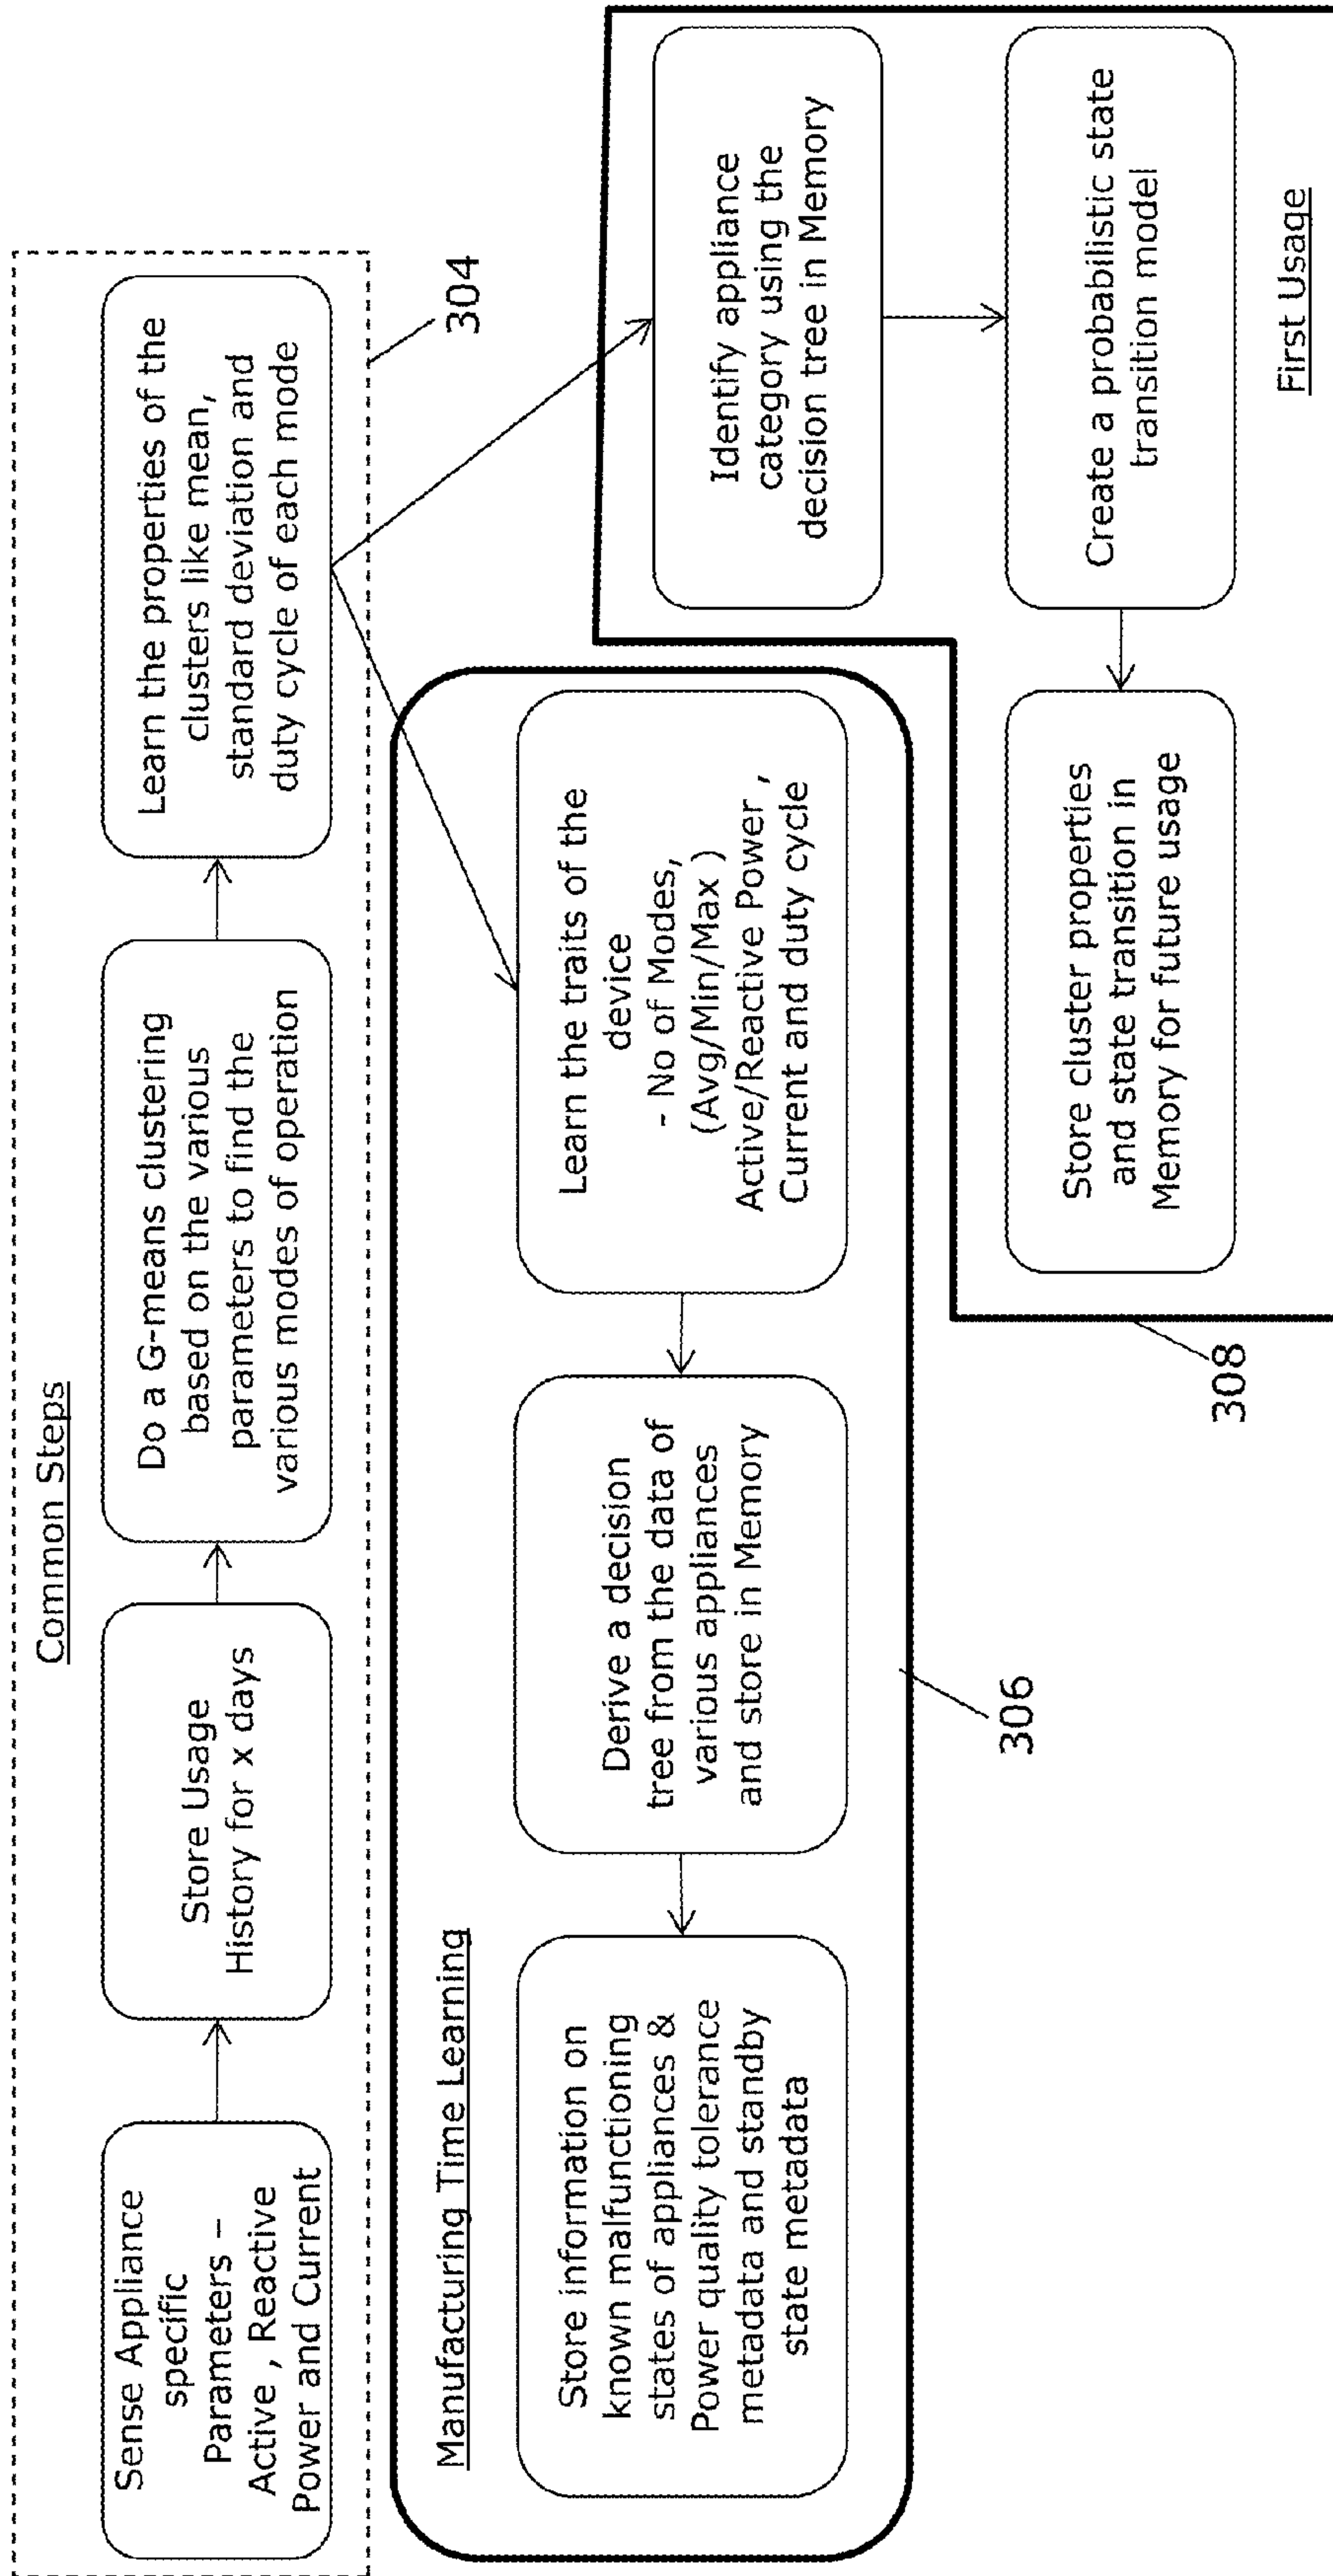 Common Steps
Sense Appliance
specific
Parameters –
Active , Reactive
Power and Current
Store Usage
History for x days
Do a G-means clustering
based on the various
parameters to find the
various modes of operation
Learn the properties of the
clusters like mean,
standard deviation and
duty cycle of each mode
304
Manufacturing Time Learning
Store information on
known malfunctioning
states of appliances &
Power quality tolerance
metadata and standby
state metadata
Derive a decision
tree from the data of
various appliances
and store in Memory
Learn the traits of the
device
- No of Modes,
(Avg/Min/Max )
Active/Reactive Power ,
Current and duty cycle
306
Identify appliance
category using the
decision tree in Memory
Store cluster properties
and state transition in
Memory for future usage
Create a probabilistic state
transition model
308
First Usage